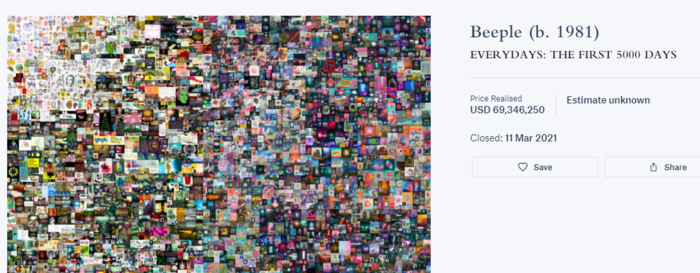 Beeple (b. 1981)
EVERYDAYS: THE FIRST 5000 DAYS
Price Realised
USD 69,346,250
Estimate unknown
Closed: 11 Mar 2021
Save
Share